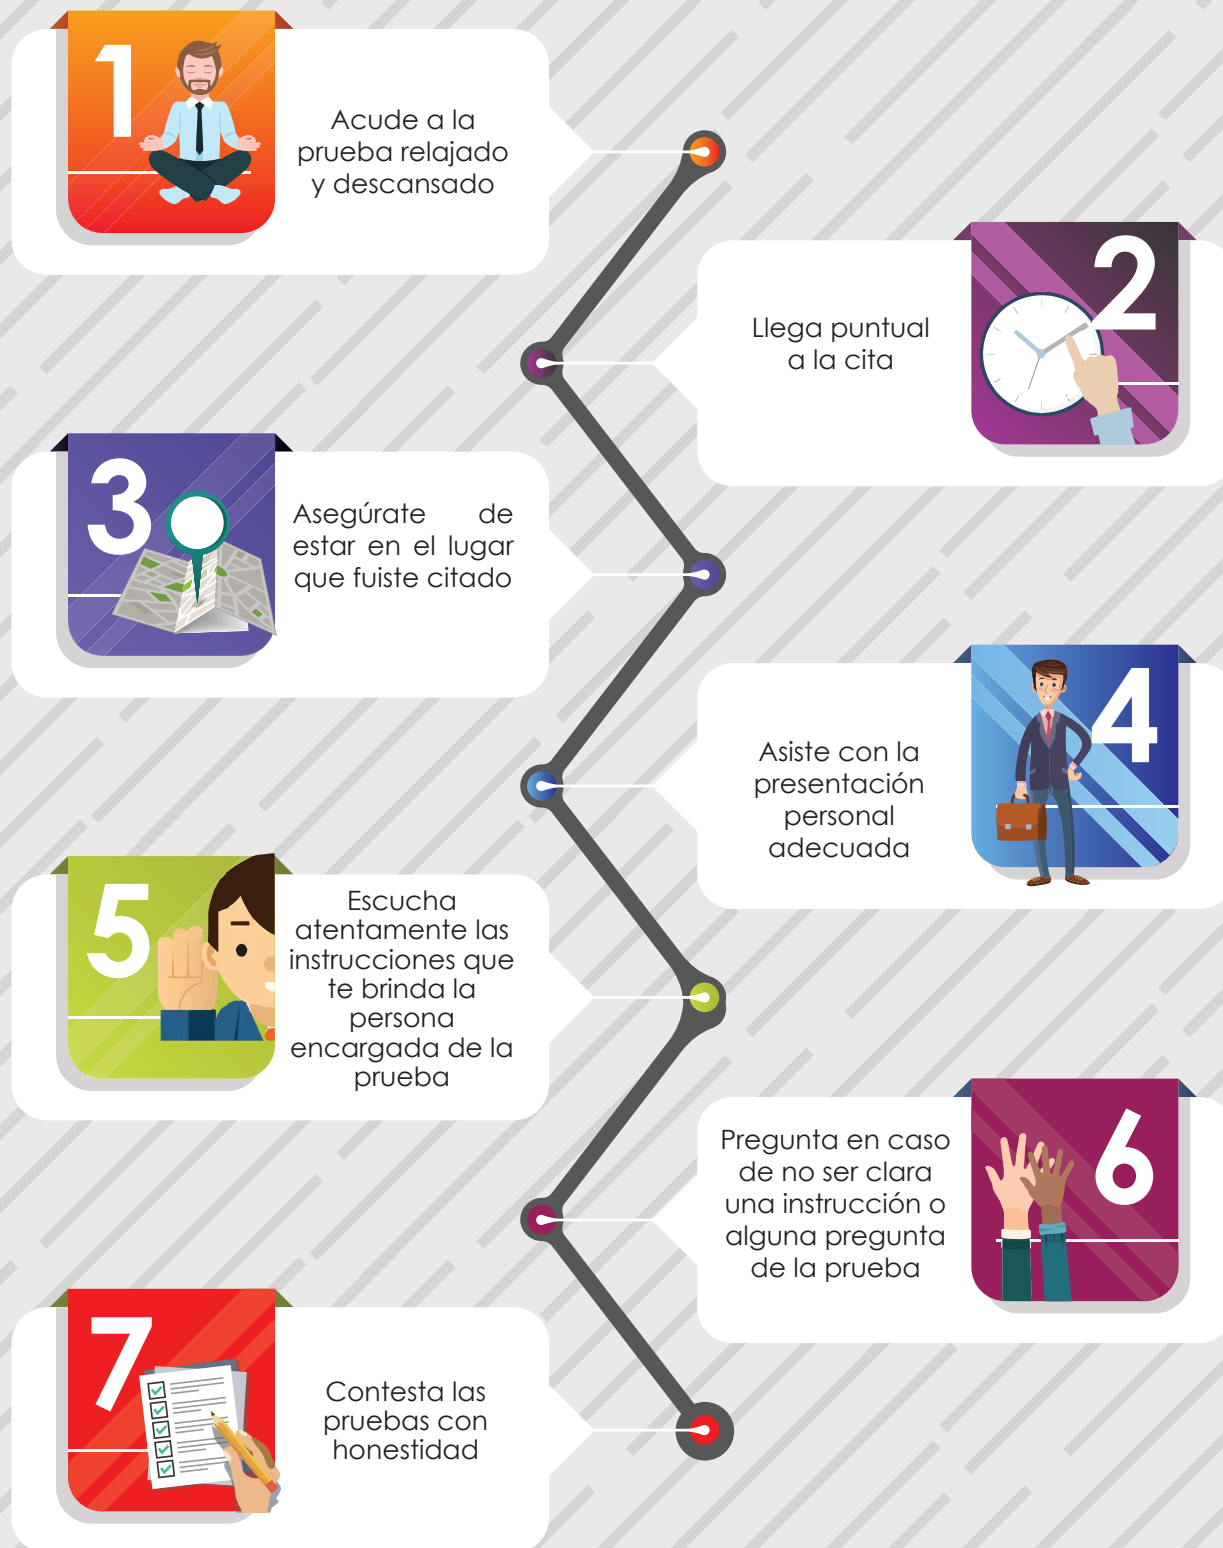 1
Acude a la
prueba relajado
y descansado
2
Llega puntual
a la cita
3
Asegúrate de
estar en el lugar
que fuiste citado
4
Asiste con la
presentación
personal
adecuada
5
Escucha
atentamente las
instrucciones que
te brinda la
persona
encargada de la
prueba
6
Pregunta en caso
de no ser clara
una instrucción o
alguna pregunta
de la prueba
7
Contesta las
pruebas con
honestidad